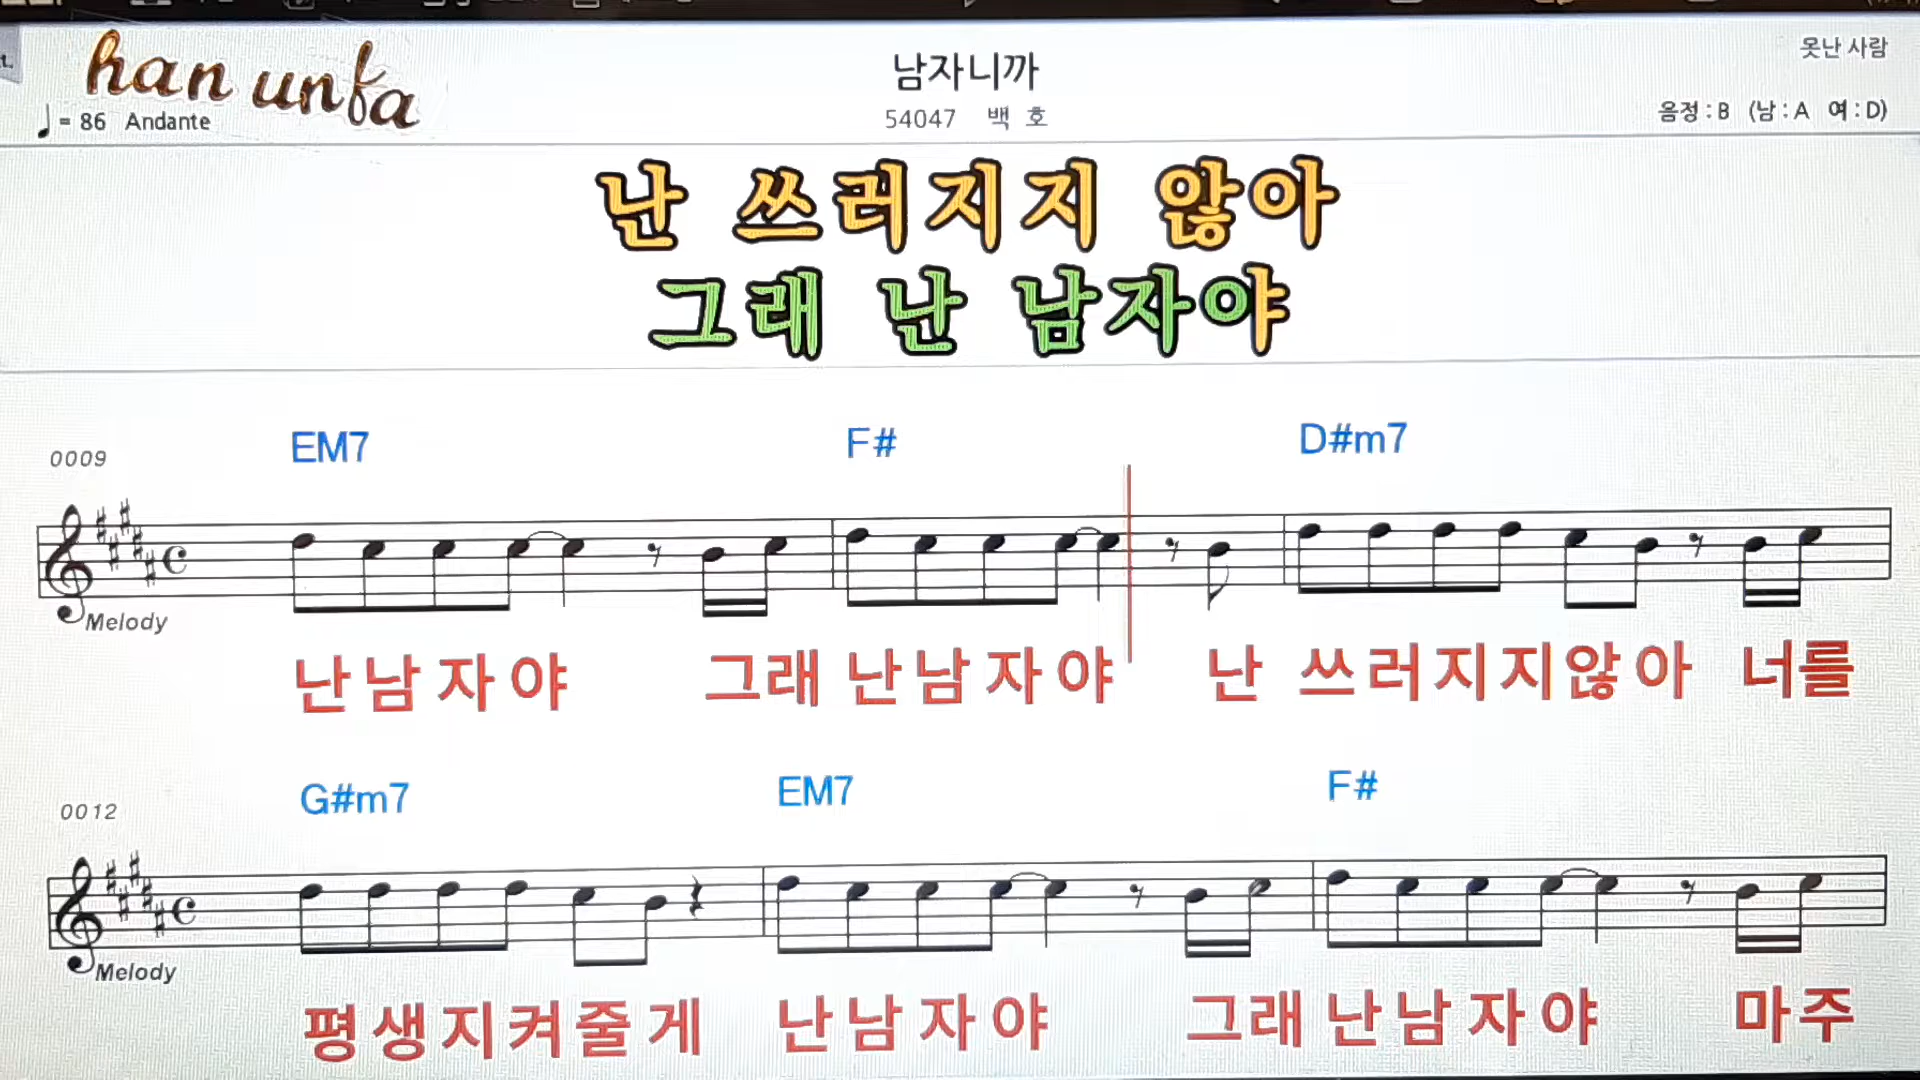 못난 사람
han unfa
남자니까
♩ = 86 Andante
54047 백 호
음정 : B (남 : A 여 : D)
난 쓰러지지 않아
그래 난 남자야
EM7 F# D#m7
0009
Melody
난남자야 그래 난남자야 난 쓰러지지않아 너를
G#m7 EM7 F#
0012
Melody
평생지켜줄게 난남자야 그래 난남자야 마주